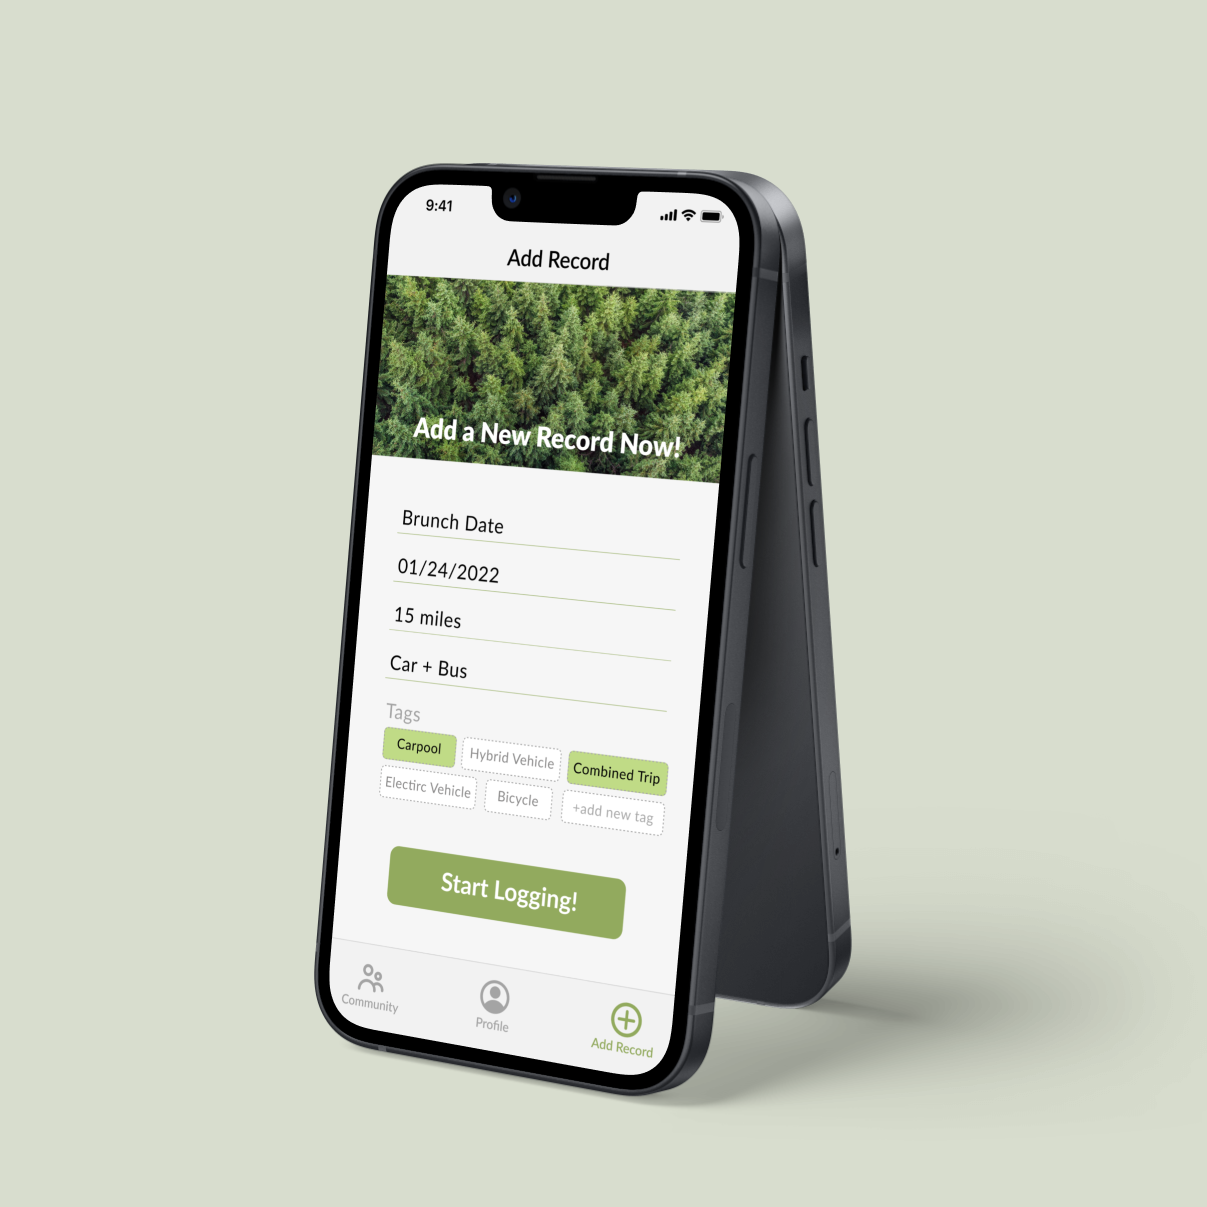 9:41
Add Record
Add a New Record Now!
Brunch Date
01/24/2022
15 miles
Car + Bus
Tags
Carpool Hybrid Vehicle Combined Trip
Electirc Vehicle Bicycle +add new tag
Start Logging!
Community Profile Add Record